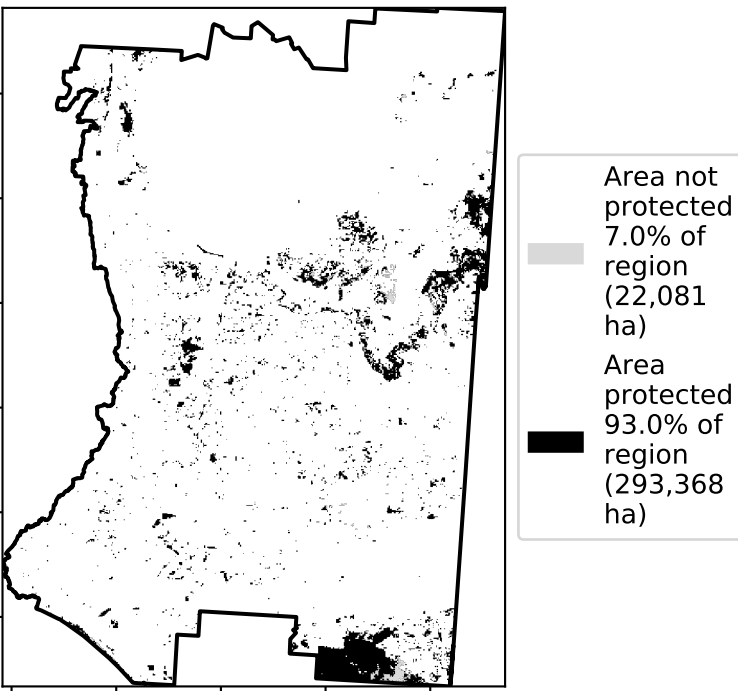 Area not
protected
7.0% of
region
(22,081
ha)
Area
protected
93.0% of
region
(293,368
ha)